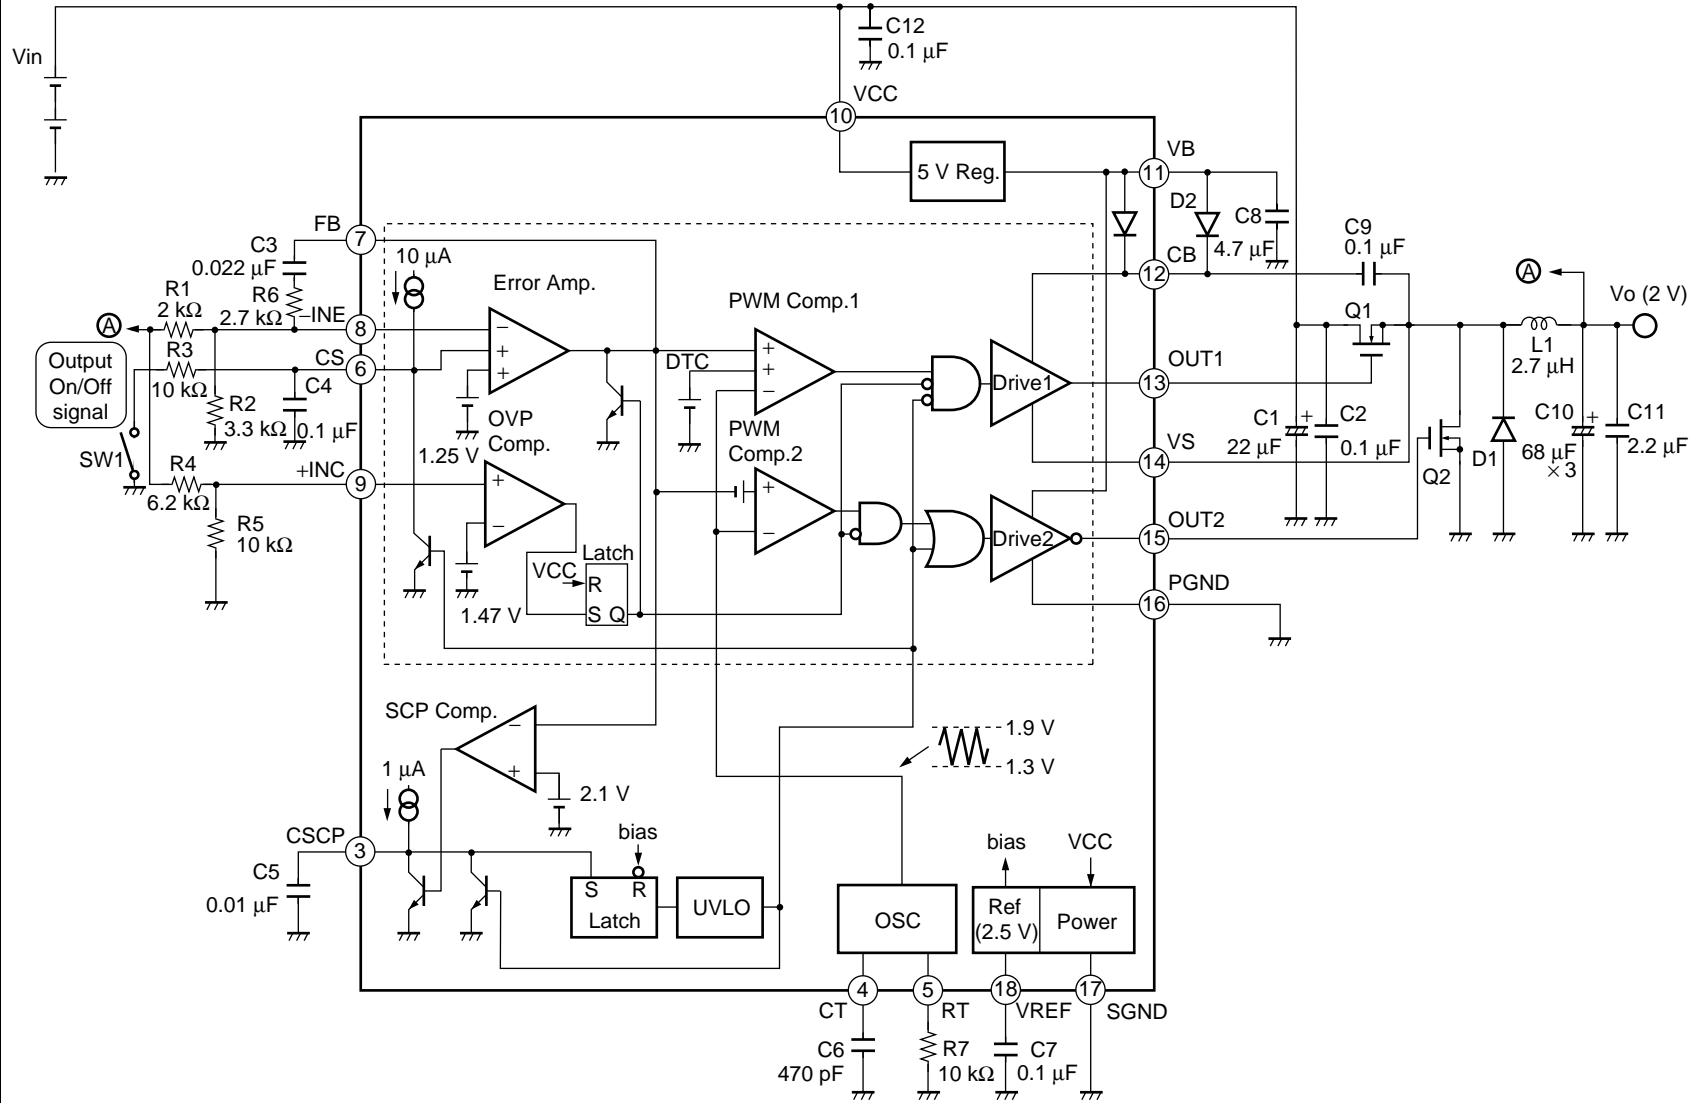 Vin
C12
0.1 μF
VCC
10
5 V Reg.
VB
11
D2
C8
4.7 μF
CB
12
C9
0.1 μF
A
Vo (2 V)
FB
7
C3
0.022 μF
R6
2.7 kΩ
R1
2 kΩ
A
−INE
8
10 μA
Error Amp.
−
+
+
PWM Comp.1
+
+
−
DTC
Drive1
Q1
OUT1
13
L1
2.7 μH
Output
On/Off
signal
R3
10 kΩ
CS
6
C4
0.1 μF
R2
3.3 kΩ
SW1
1.25 V
OVP
Comp.
+
−
PWM
Comp.2
+
−
VS
14
C1
+
22 μF
C2
0.1 μF
Q2
D1
C10
+
68 μF
× 3
C11
2.2 μF
R4
6.2 kΩ
+INC
9
R5
10 kΩ
1.47 V
Latch
VCC
R
S Q
Drive2
OUT2
15
PGND
16
SCP Comp.
−
+
2.1 V
1.9 V
1.3 V
1 μA
CSCP
3
C5
0.01 μF
bias
S R
Latch
UVLO
OSC
bias
VCC
Ref
(2.5 V)
Power
4
5
18
17
CT
RT
VREF
SGND
C6
470 pF
R7
10 kΩ
C7
0.1 μF